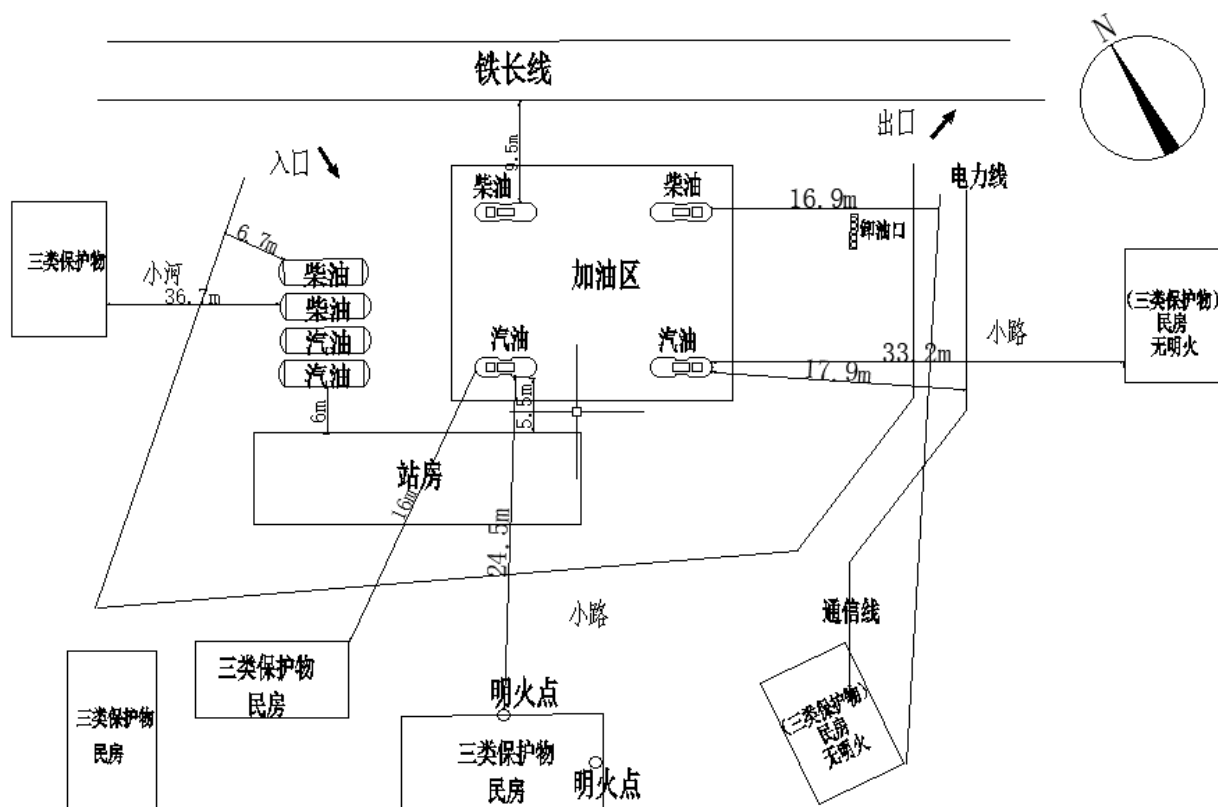 铁长线
N
出口
入口
9.5m
电力线
柴油
柴油
16.9m
卸油口
三类保护物
6.7m
小河
36.7m
柴油
柴油
汽油
汽油
加油区
(三类保护物)
民房
无明火
小路
汽油
汽油
33.2m
17.9m
6m
5.5m
站房
16m
24.5m
小路
通信线
三类保护物
民房
三类保护物
民房
明火点
三类保护物
民房
明火点
(三类保护物)
民房
无明火